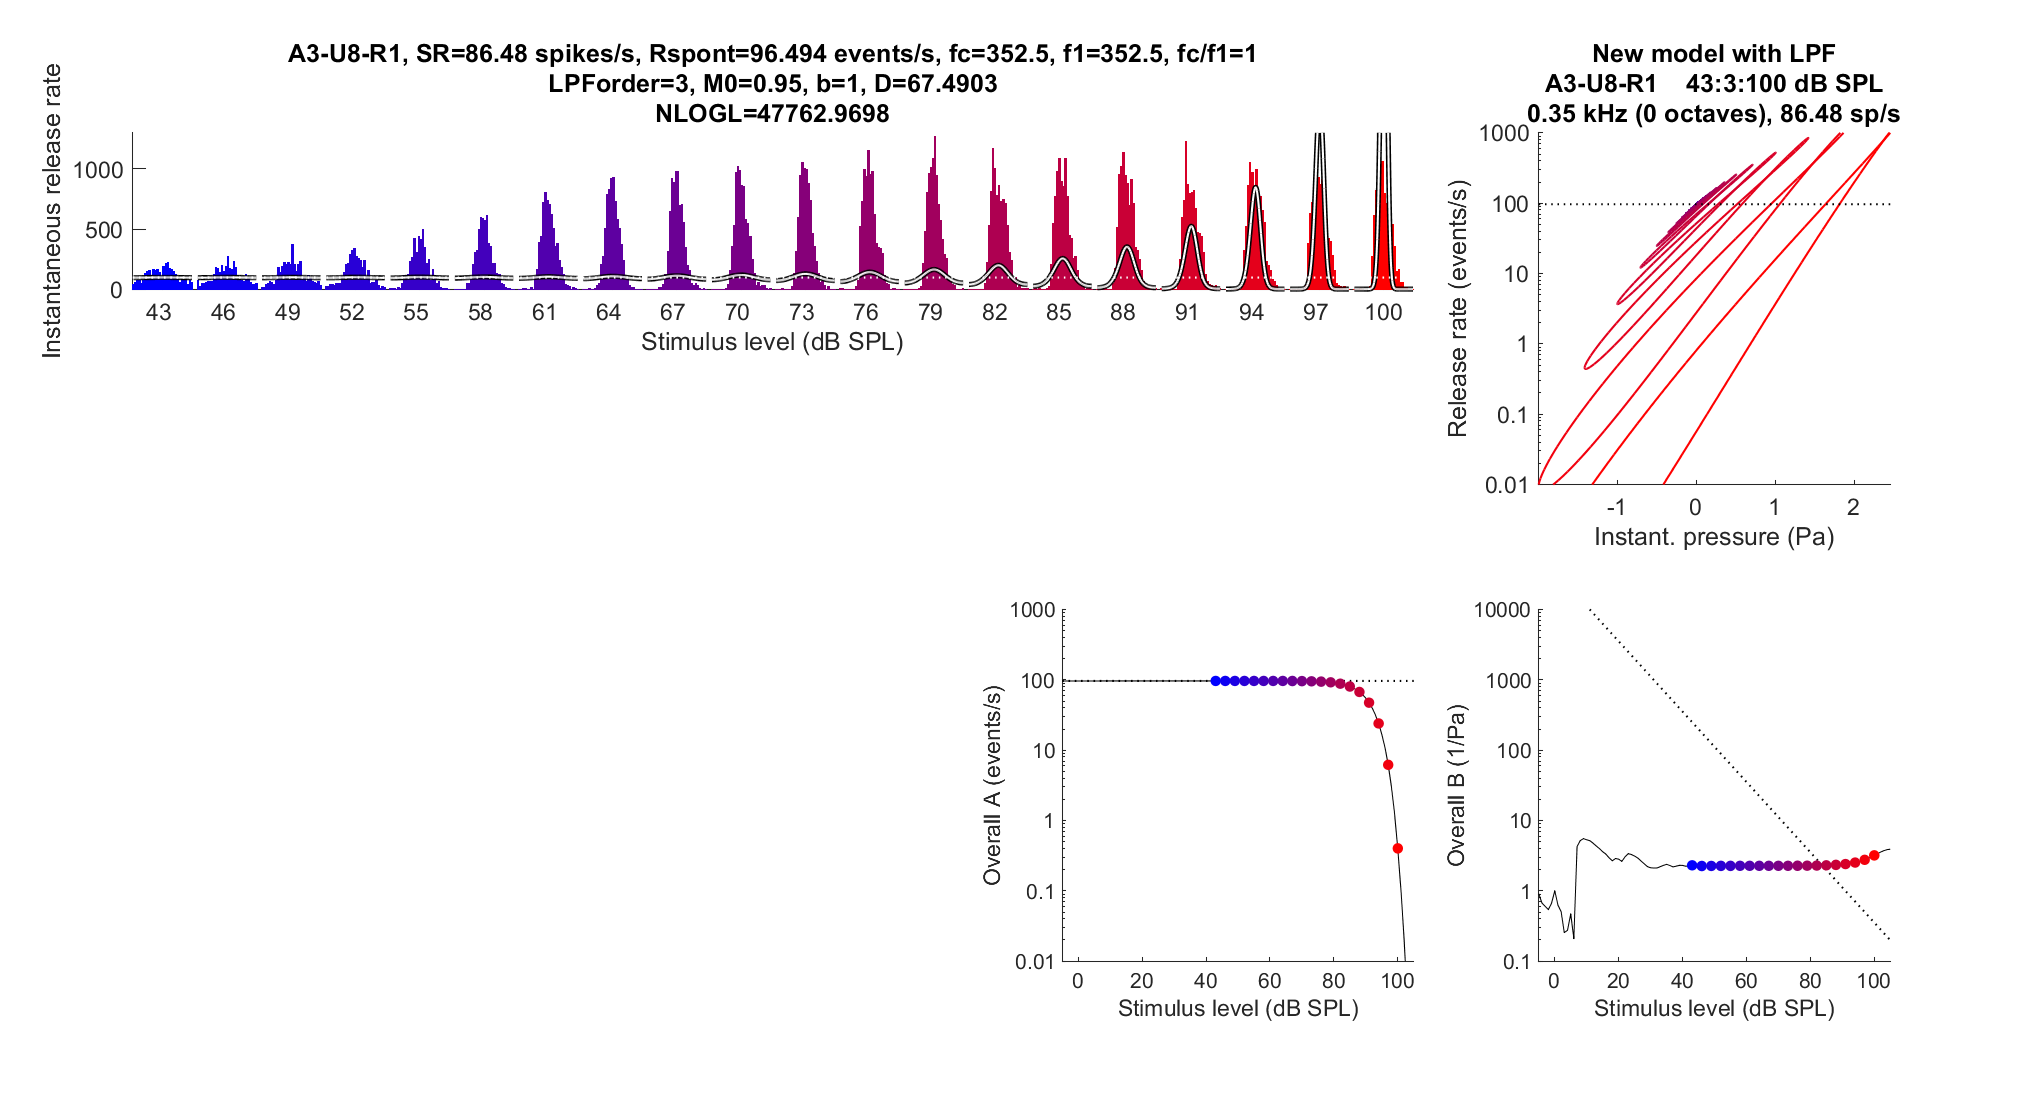 A3-U8-R1, SR=86.48 spikes/s, Rspont=96.494 events/s, fc=352.5, f1=352.5, fc/f1=1
LPForder=3, M0=0.95, b=1, D=67.4903
NLOGL=47762.9698
Instantaneous release rate
1000
500
0
43 46 49 52 55 58 61 64 67 70 73 76 79 82 85 88 91 94 97 100
Stimulus level (dB SPL)
New model with LPF
A3-U8-R1 43:3:100 dB SPL
0.35 kHz (0 octaves), 86.48 sp/s
Release rate (events/s)
1000
100
10
1
0.1
0.01
-1 0 1 2
Instant. pressure (Pa)
Overall A (events/s)
1000
100
10
1
0.1
0.01
0 20 40 60 80 100
Stimulus level (dB SPL)
Overall B (1/Pa)
10000
1000
100
10
1
0.1
0 20 40 60 80 100
Stimulus level (dB SPL)